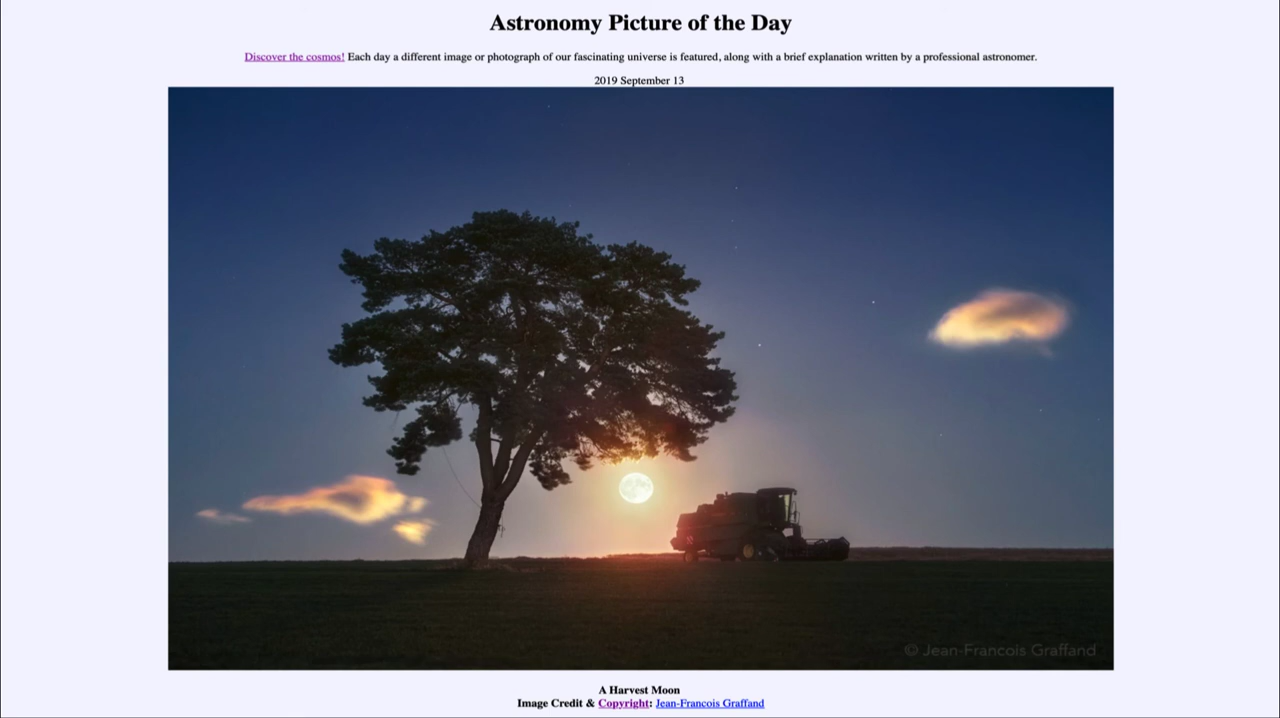 Astronomy Picture of the Day
Discover the cosmos! Each day a different image or photograph of our fascinating universe is featured, along with a brief explanation written by a professional astronomer.
2019 September 13
© Jean-Francois Graffand
A Harvest Moon
Image Credit & Copyright: Jean-Francois Graffand